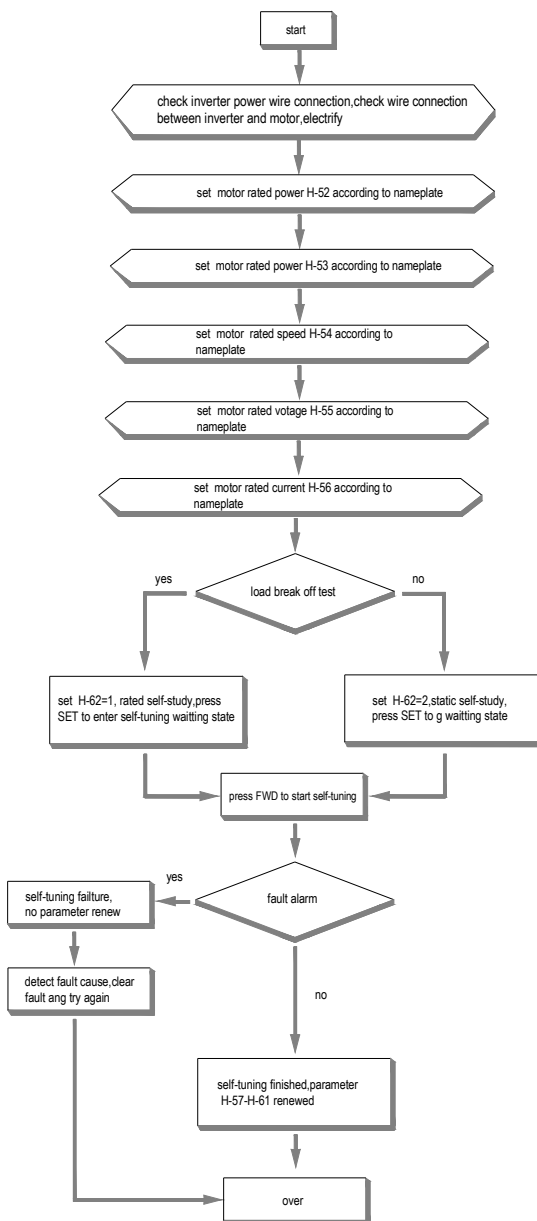 start
check inverter power wire connection,check wire connection
between inverter and motor,electrify
set motor rated power H-52 according to nameplate
set motor rated power H-53 according to nameplate
set motor rated speed H-54 according to
nameplate
set motor rated votage H-55 according to
nameplate
set motor rated current H-56 according to
nameplate
load break off test
yes
no
set H-62=1, rated self-study,press
SET to enter self-tuning waitting state
set H-62=2,static self-study,
press SET to g waitting state
press FWD to start self-tuning
fault alarm
yes
self-tuning failture,
no parameter renew
detect fault cause,clear
fault ang try again
no
self-tuning finished,parameter
H-57-H-61 renewed
over